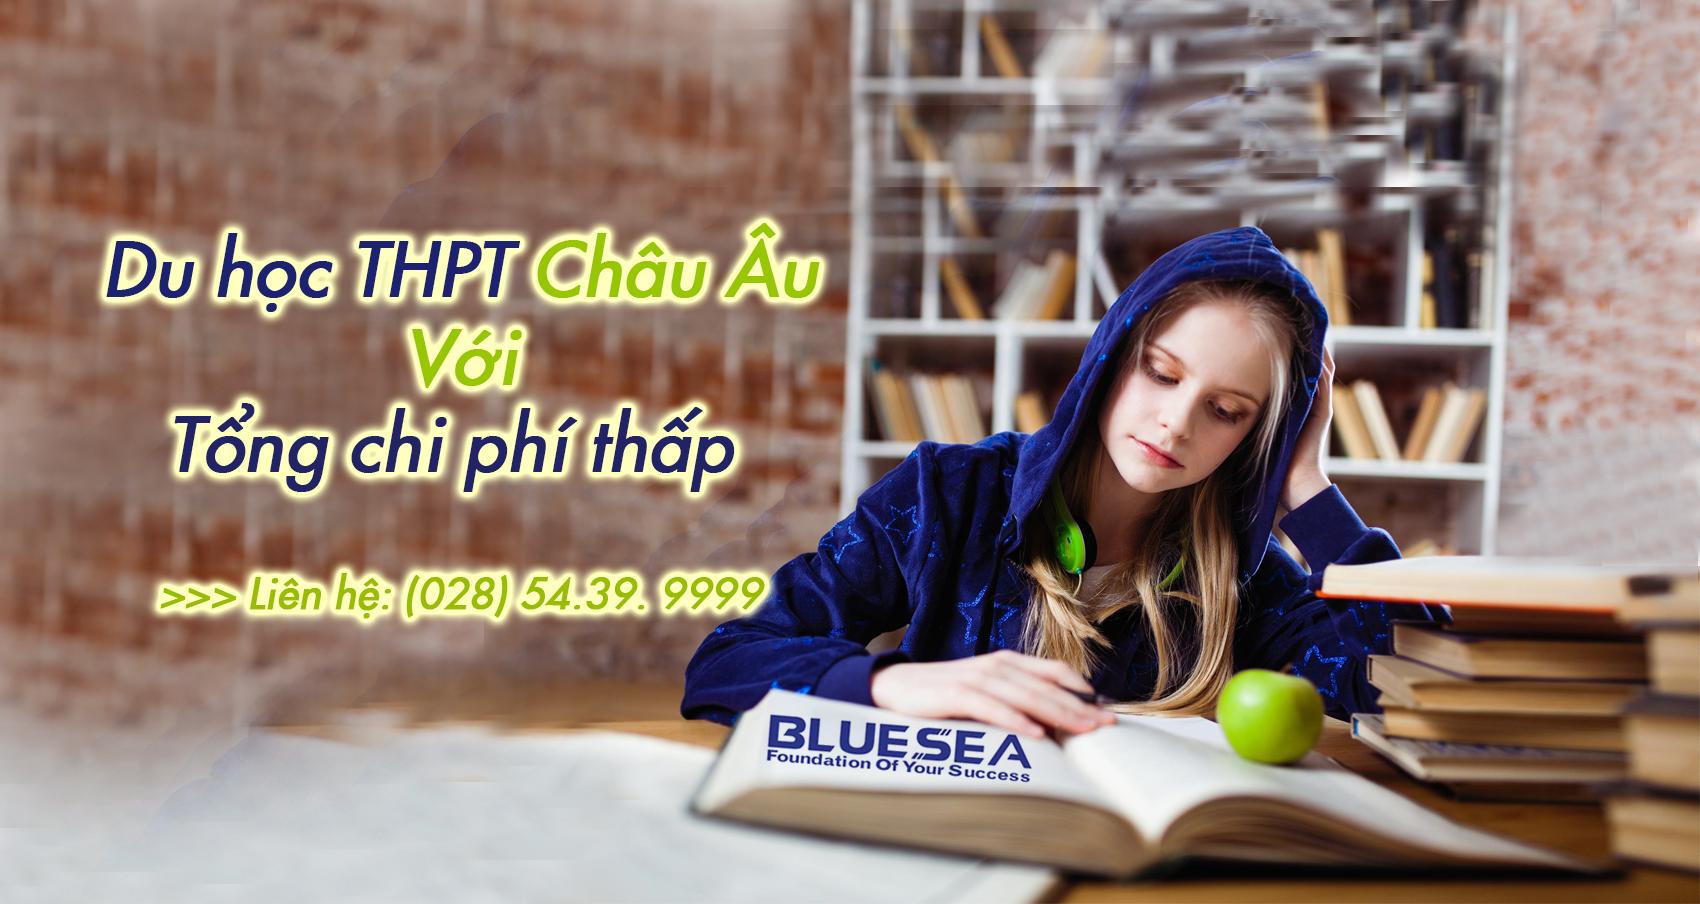 Du học THPT Châu Âu
Với
Tổng chi phí thấp
>>> Liên hệ: (028) 54.39. 9999
BLUESEA
Foundation Of Your Success